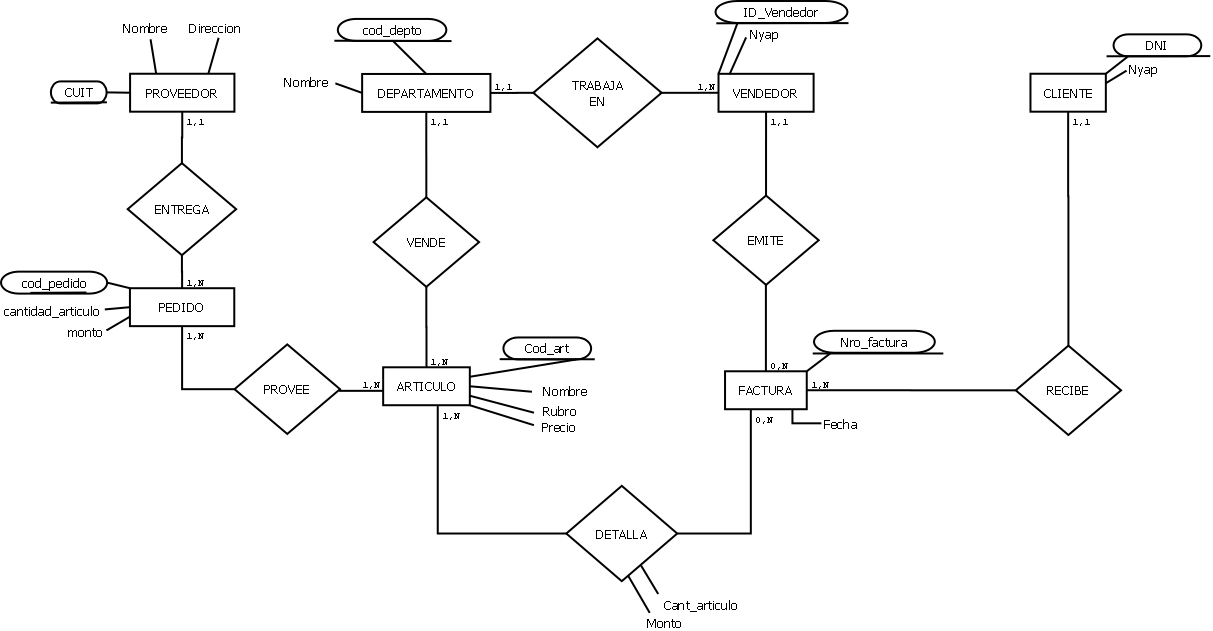 ID_Vendedor
Nombre
Direccion
cod_depto
Nyap
DNI
Nyap
Nombre
CUIT
PROVEEDOR
DEPARTAMENTO
1,1
TRABAJA
EN
1,N
VENDEDOR
CLIENTE
1,1
1,1
1,1
1,1
ENTREGA
VENDE
EMITE
1,N
cod_pedido
cantidad_articulo
PEDIDO
monto
1,N
Cod_art
Nro_factura
1,N
0,N
PROVEE
1,N
ARTICULO
Nombre
FACTURA
1,N
RECIBE
Rubro
1,N
0,N
Precio
Fecha
DETALLA
Cant_articulo
Monto